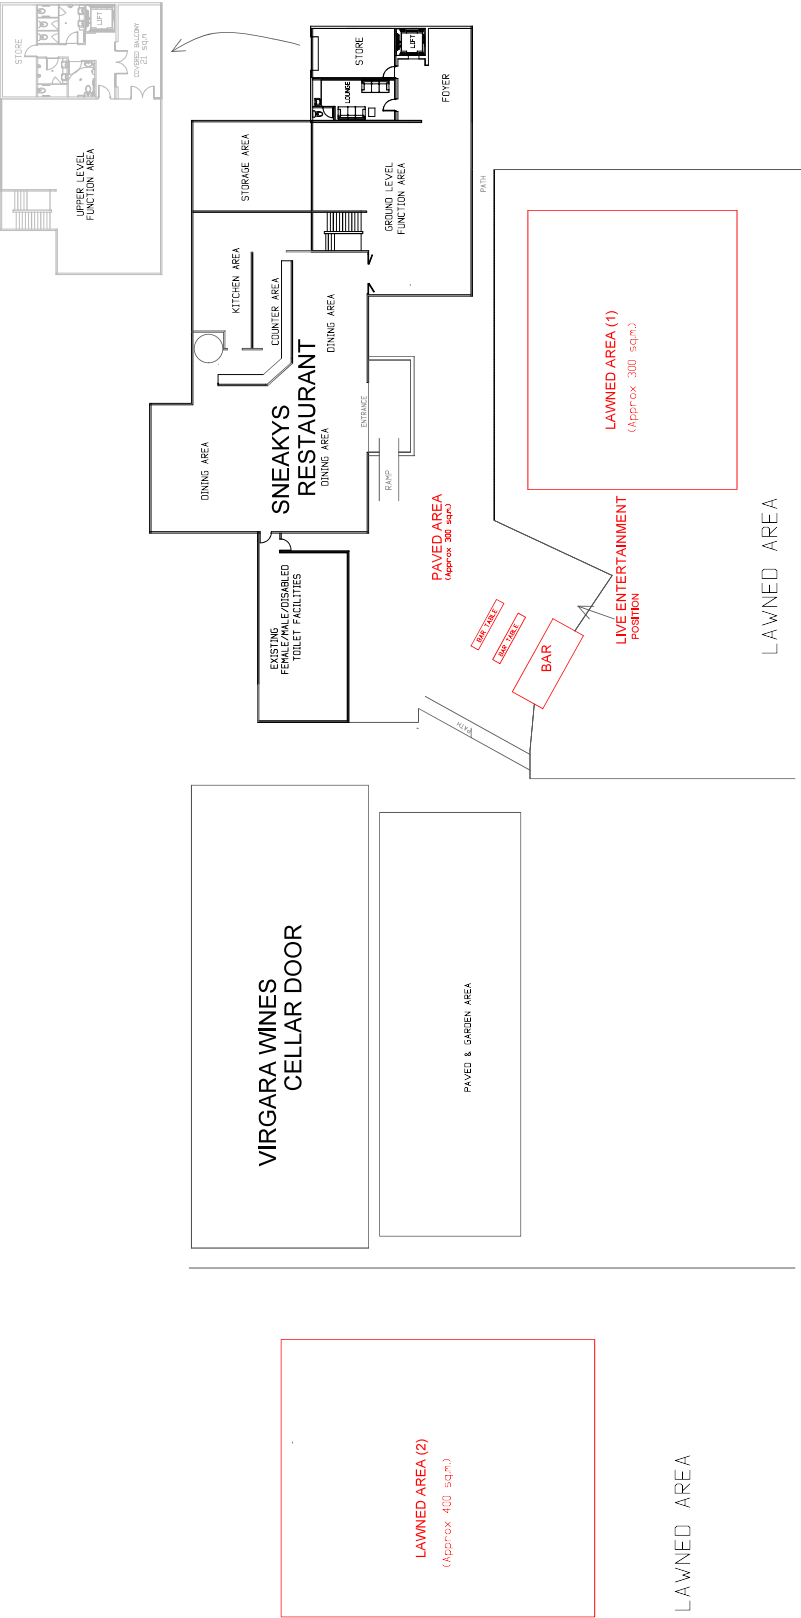 STORE
LIFT
COVERED BALCONY
21 sq.m
UPPER LEVEL
FUNCTION AREA
STORE
LIFT
LOUNGE
FOYER
STORAGE AREA
GROUND LEVEL
FUNCTION AREA
PATH
KITCHEN AREA
COUNTER AREA
DINING AREA
SNEAKYS
RESTAURANT
DINING AREA
DINING AREA
ENTRANCE
RAMP
LAWNED AREA (1)
(Approx 300 sq.m.)
PAVED AREA
(Approx 300 sq.m.)
LIVE ENTERTAINMENT
POSITION
LAWNED AREA
EXISTING
FEMALE/MALE/DISABLED
TOILET FACILITIES
BAR TABLE
BAR TABLE
BAR
PATH
VIRGARA WINES
CELLAR DOOR
PAVED & GARDEN AREA
LAWNED AREA (2)
(Approx 400 sq.m.)
LAWNED AREA